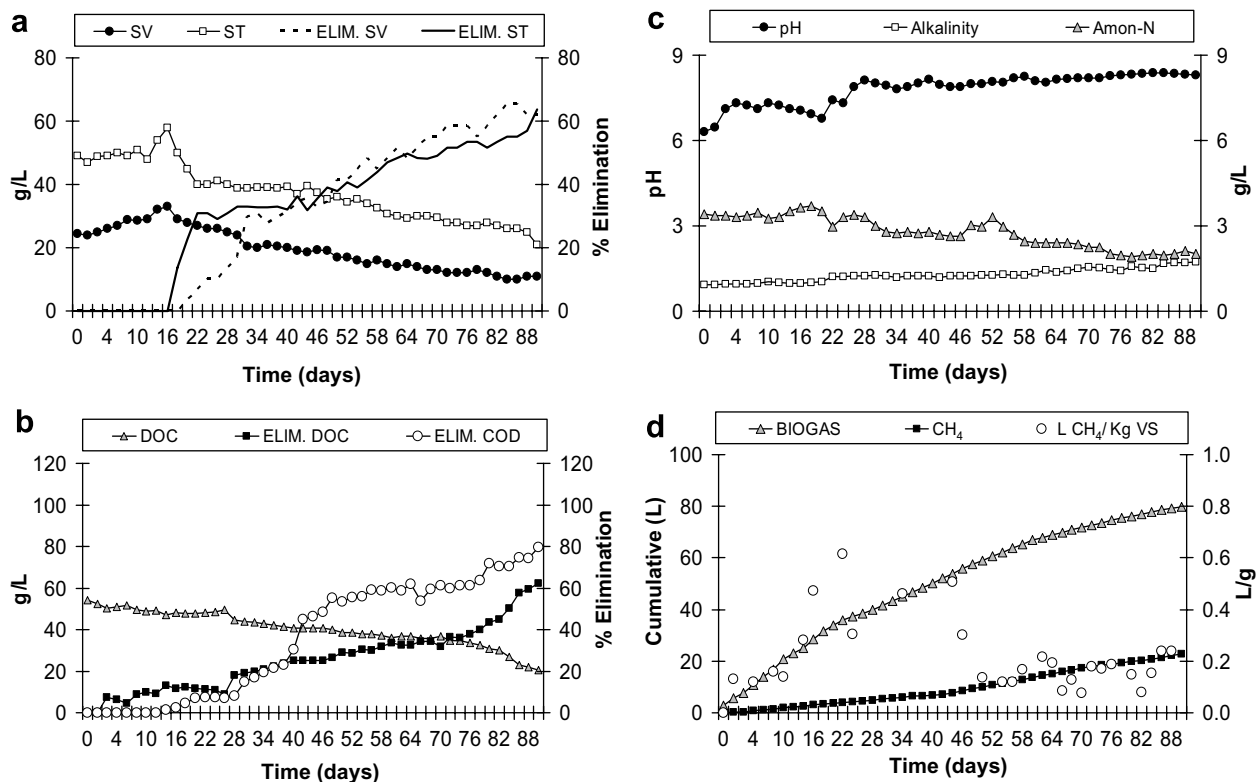 a
SV ST ELIM. SV ELIM. ST
80 80
60 60
40 40
20 20
0 0
g/L
% Elimination
0 4 10 16 22 28 34 40 46 52 58 64 70 76 82 88
Time (days)
b
DOC ELIM. DOC ELIM. COD
120 120
100 100
80 80
60 60
40 40
20 20
0 0
g/L
% Elimination
0 4 10 16 22 28 34 40 46 52 58 64 70 76 82 88
Time (days)
c
pH Alkalinity Amon-N
9 9
6 6
3 3
0 0
pH
g/L
0 4 10 16 22 28 34 40 46 52 58 64 70 76 82 88
Time (days)
d
BIOGAS CH₄ L CH₄/ Kg VS
100 1.0
80 0.8
60 0.6
40 0.4
20 0.2
0 0.0
Cumulative (L)
L/g
0 4 10 16 22 28 34 40 46 52 58 64 70 76 82 88
Time (days)